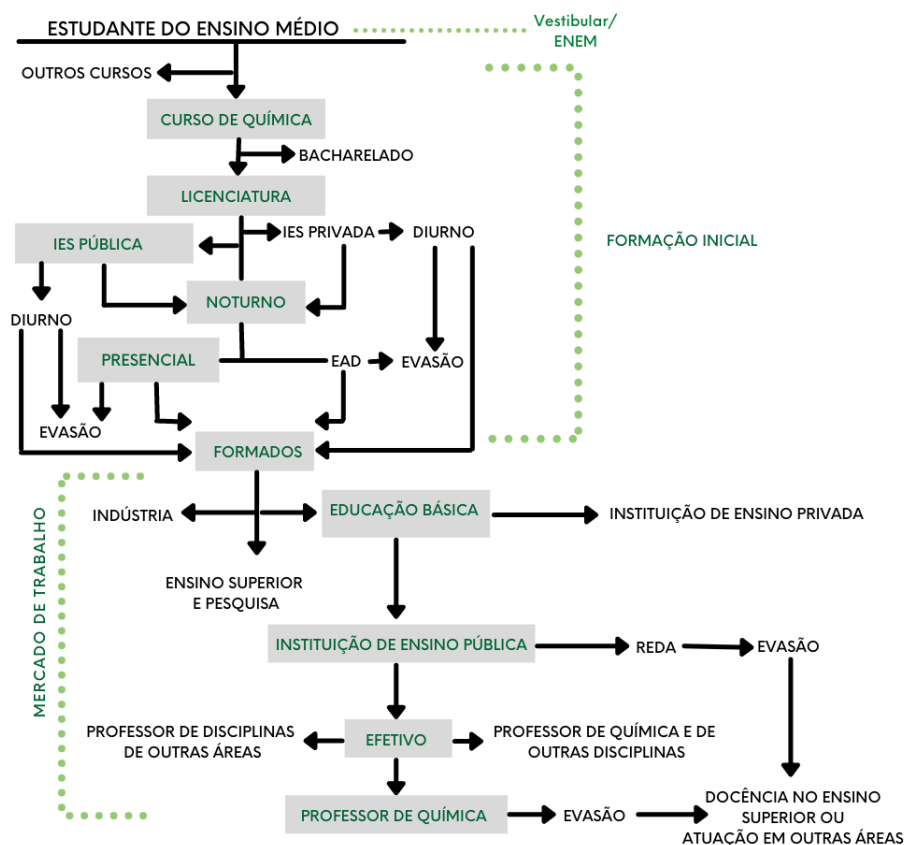 ESTUDANTE DO ENSINO MÉDIO
Vestibular/
ENEM
OUTROS CURSOS
CURSO DE QUÍMICA
BACHARELADO
LICENCIATURA
IES PÚBLICA
IES PRIVADA
DIURNO
FORMAÇÃO INICIAL
NOTURNO
DIURNO
PRESENCIAL
EAD
EVASÃO
EVASÃO
FORMADOS
MERCADO DE TRABALHO
INDÚSTRIA
EDUCAÇÃO BÁSICA
INSTITUIÇÃO DE ENSINO PRIVADA
ENSINO SUPERIOR
E PESQUISA
INSTITUIÇÃO DE ENSINO PÚBLICA
REDA
EVASÃO
PROFESSOR DE DISCIPLINAS
DE OUTRAS ÁREAS
EFETIVO
PROFESSOR DE QUÍMICA E DE
OUTRAS DISCIPLINAS
PROFESSOR DE QUÍMICA
EVASÃO
DOCÊNCIA NO ENSINO
SUPERIOR OU
ATUAÇÃO EM OUTRAS ÁREAS